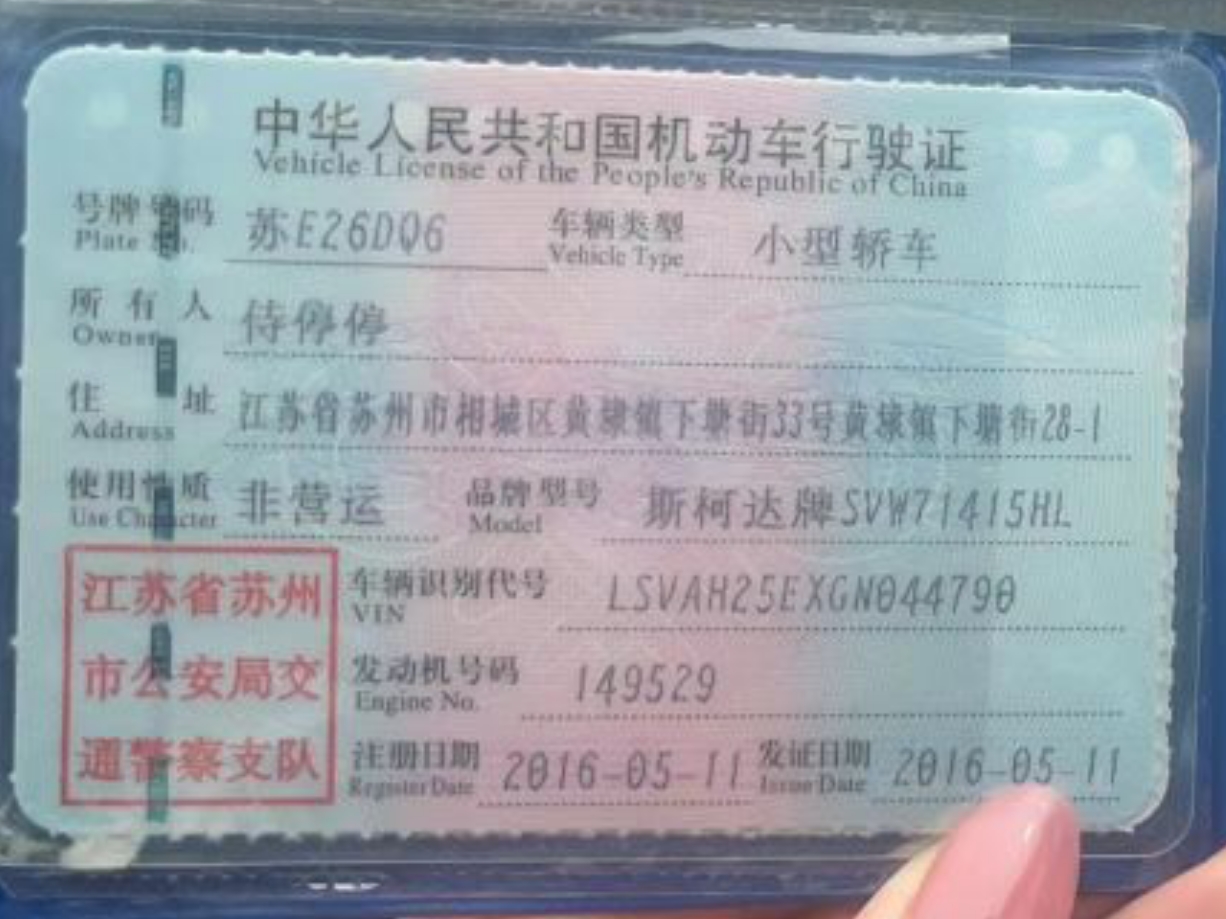 中华人民共和国机动车行驶证
Vehicle License of the People's Republic of China
号牌号码 苏E26DQ6 车辆类型 小型轿车
Plate No. Vehicle Type
所有人 侍停停
Owner
住址 江苏省苏州市相城区黄埭镇下塘街33号黄埭镇下塘街28-1
Address
使用性质 非营运 品牌型号 斯柯达牌SVW71415HL
Use Character Model
江苏省苏州
市公安局交
通警察支队
车辆识别代号 LSVAH25EXGN044790
VIN
发动机号码 149529
Engine No.
注册日期 2016-05-11 发证日期 2016-05-11
Register Date Issue Date